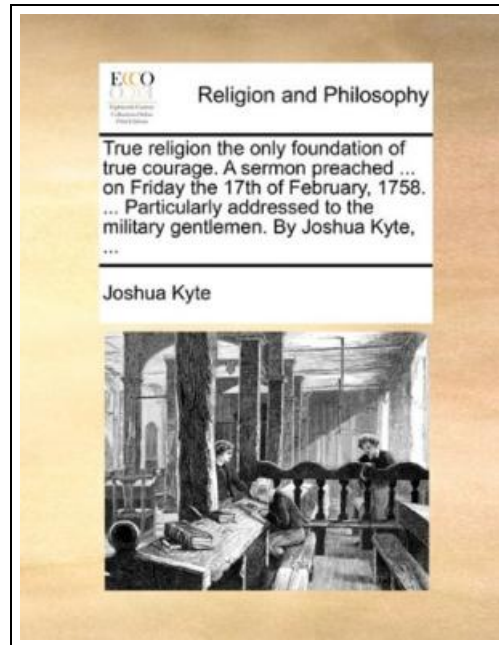 ECCO
Religion and Philosophy
True religion the only foundation of
true courage. A sermon preached ...
on Friday the 17th of February, 1758.
... Particularly addressed to the
military gentlemen. By Joshua Kyte,
...
Joshua Kyte